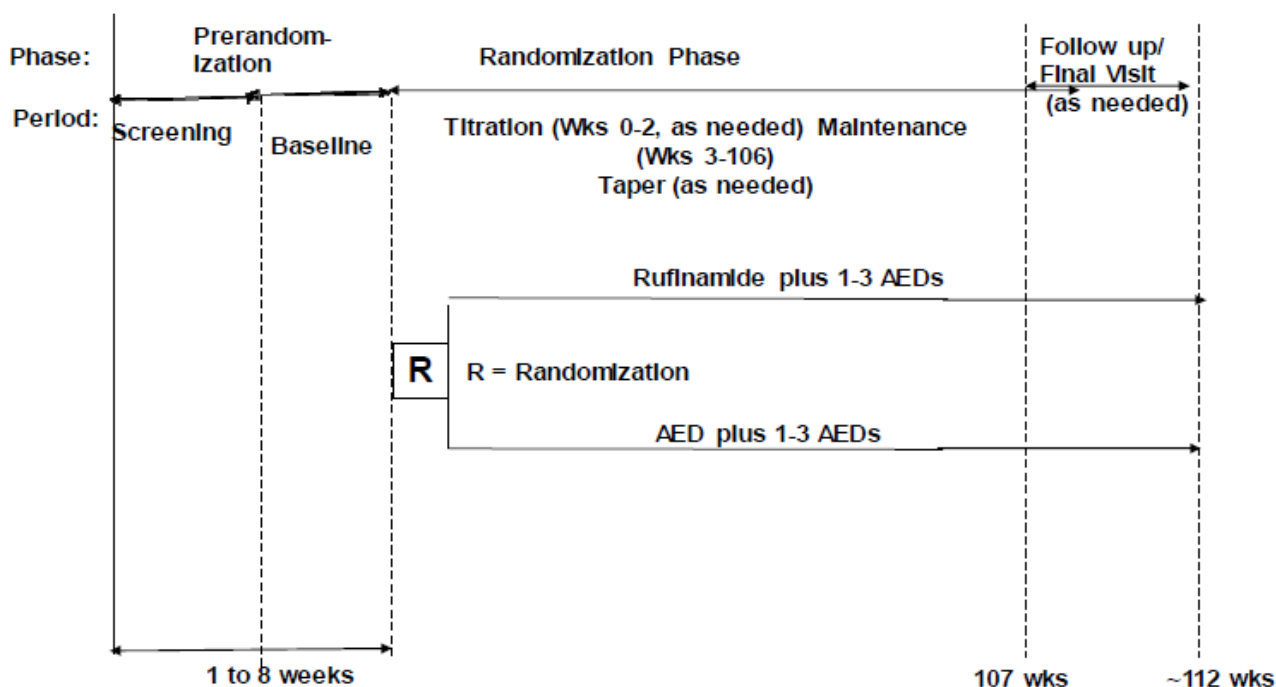 Phase:
Prerandom-
ization
Randomization Phase
Follow up/
Final Visit
(as needed)
Period:
Screening
Baseline
Titration (Wks 0-2, as needed) Maintenance
(Wks 3-106)
Taper (as needed)
Rufinamide plus 1-3 AEDs
R
R = Randomization
AED plus 1-3 AEDs
1 to 8 weeks
107 wks
~112 wks